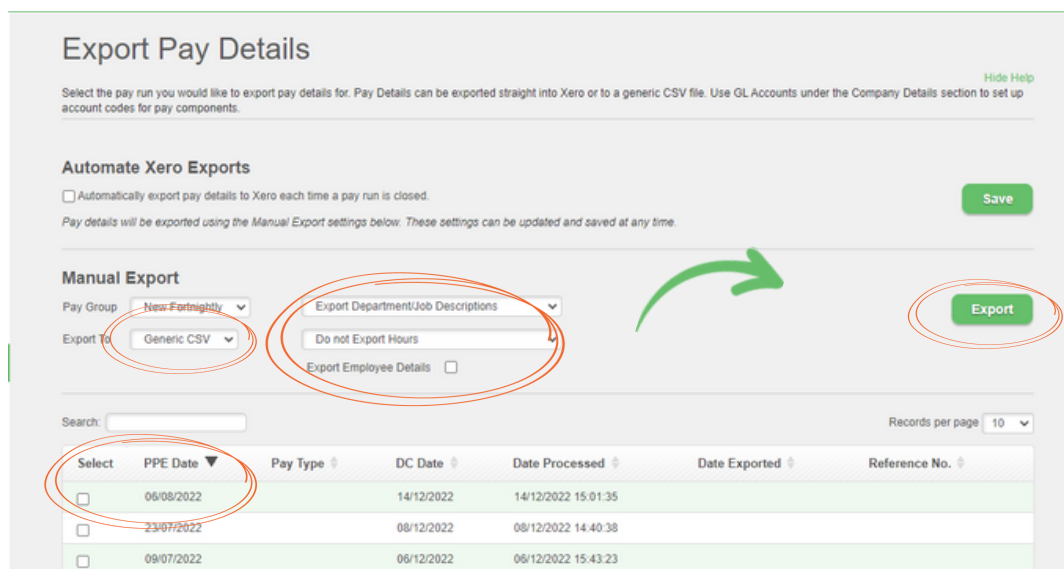 Export Pay Details
Hide Help
Select the pay run you would like to export pay details for. Pay Details can be exported straight into Xero or to a generic CSV file. Use GL Accounts under the Company Details section to set up
account codes for pay components.
Automate Xero Exports
Automatically export pay details to Xero each time a pay run is closed.
Save
Pay details will be exported using the Manual Export settings below. These settings can be updated and saved at any time.
Manual Export
Pay Group New Fortnightly Export Department/Job Descriptions
Export
Export To Generic CSV Do not Export Hours
Export Employee Details
Search: Records per page 10
Select PPE Date Pay Type DC Date Date Processed Date Exported Reference No.
06/08/2022 14/12/2022 14/12/2022 15:01:35
23/07/2022 08/12/2022 08/12/2022 14:40:38
09/07/2022 06/12/2022 06/12/2022 15:43:23